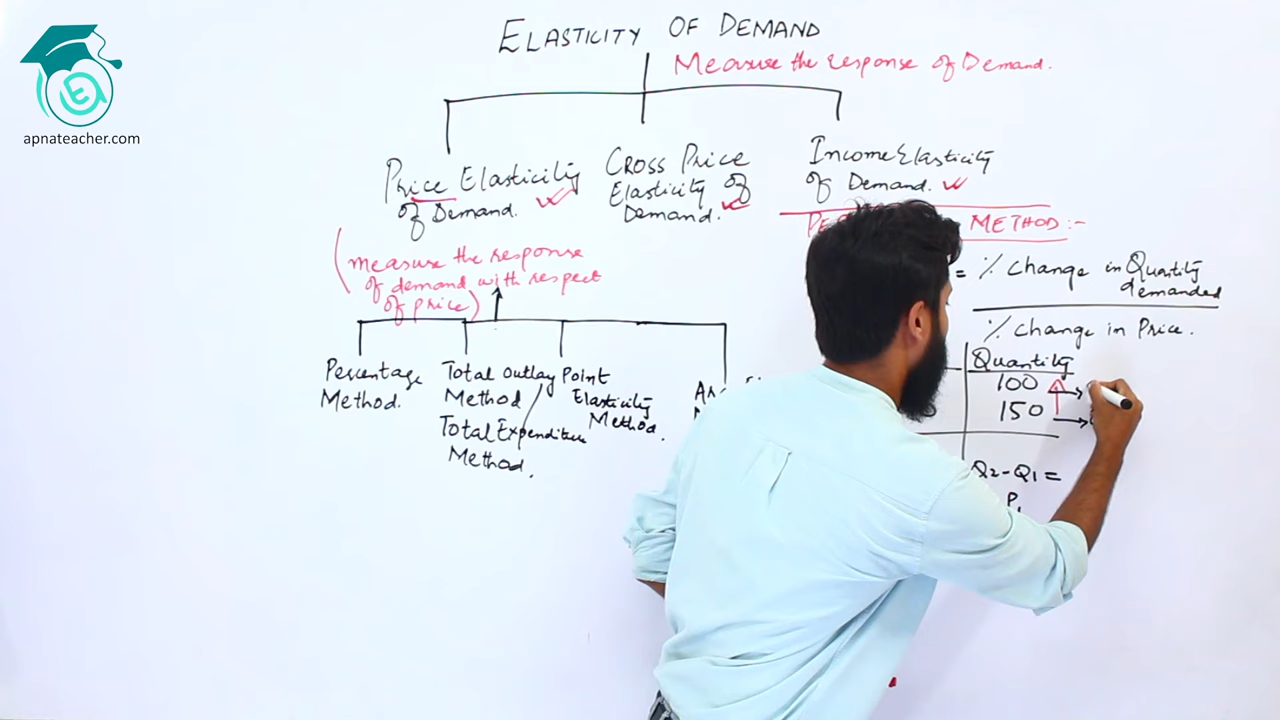 apnateacher.com
ELASTICITY OF DEMAND
Measure the response of Demand.
Price Elasticity
of Demand.
CROSS PRICE
Elasticity of
Demand.
Income Elasticity
of Demand.
METHOD:-
(measure the response
of demand with respect
of price)
= % Change in Quantity
demanded
% Change in Price.
Percentage
Method.
Total Outlay
Method
Total Expenditure
Method.
Point
Elasticity
Method.
Quantity
100
150
Q2-Q1=
P1